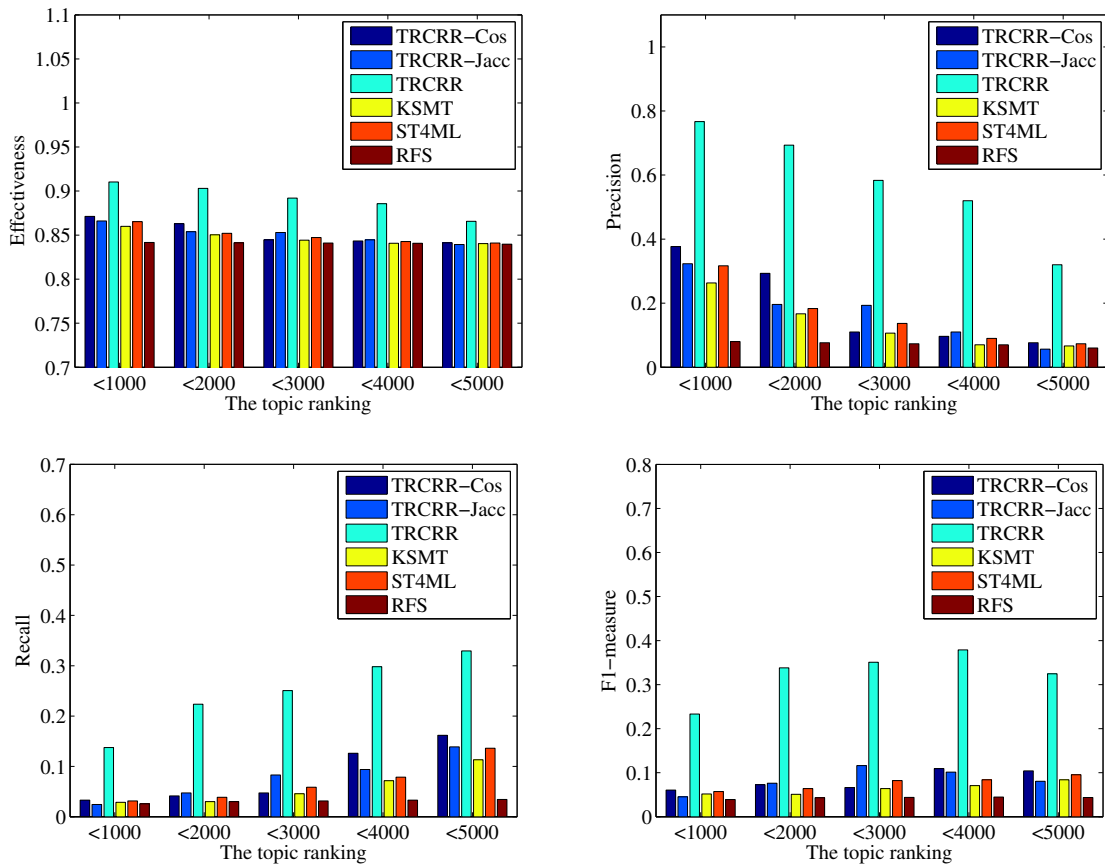 1.1
1.05
1
0.95
0.9
0.85
0.8
0.75
0.7
Effectiveness
<1000 <2000 <3000 <4000 <5000
The topic ranking
TRCRR−Cos
TRCRR−Jacc
TRCRR
KSMT
ST4ML
RFS
1
0.8
0.6
0.4
0.2
0
Precision
<1000 <2000 <3000 <4000 <5000
The topic ranking
TRCRR−Cos
TRCRR−Jacc
TRCRR
KSMT
ST4ML
RFS
0.7
0.6
0.5
0.4
0.3
0.2
0.1
0
Recall
<1000 <2000 <3000 <4000 <5000
The topic ranking
TRCRR−Cos
TRCRR−Jacc
TRCRR
KSMT
ST4ML
RFS
0.8
0.7
0.6
0.5
0.4
0.3
0.2
0.1
0
F1−measure
<1000 <2000 <3000 <4000 <5000
The topic ranking
TRCRR−Cos
TRCRR−Jacc
TRCRR
KSMT
ST4ML
RFS